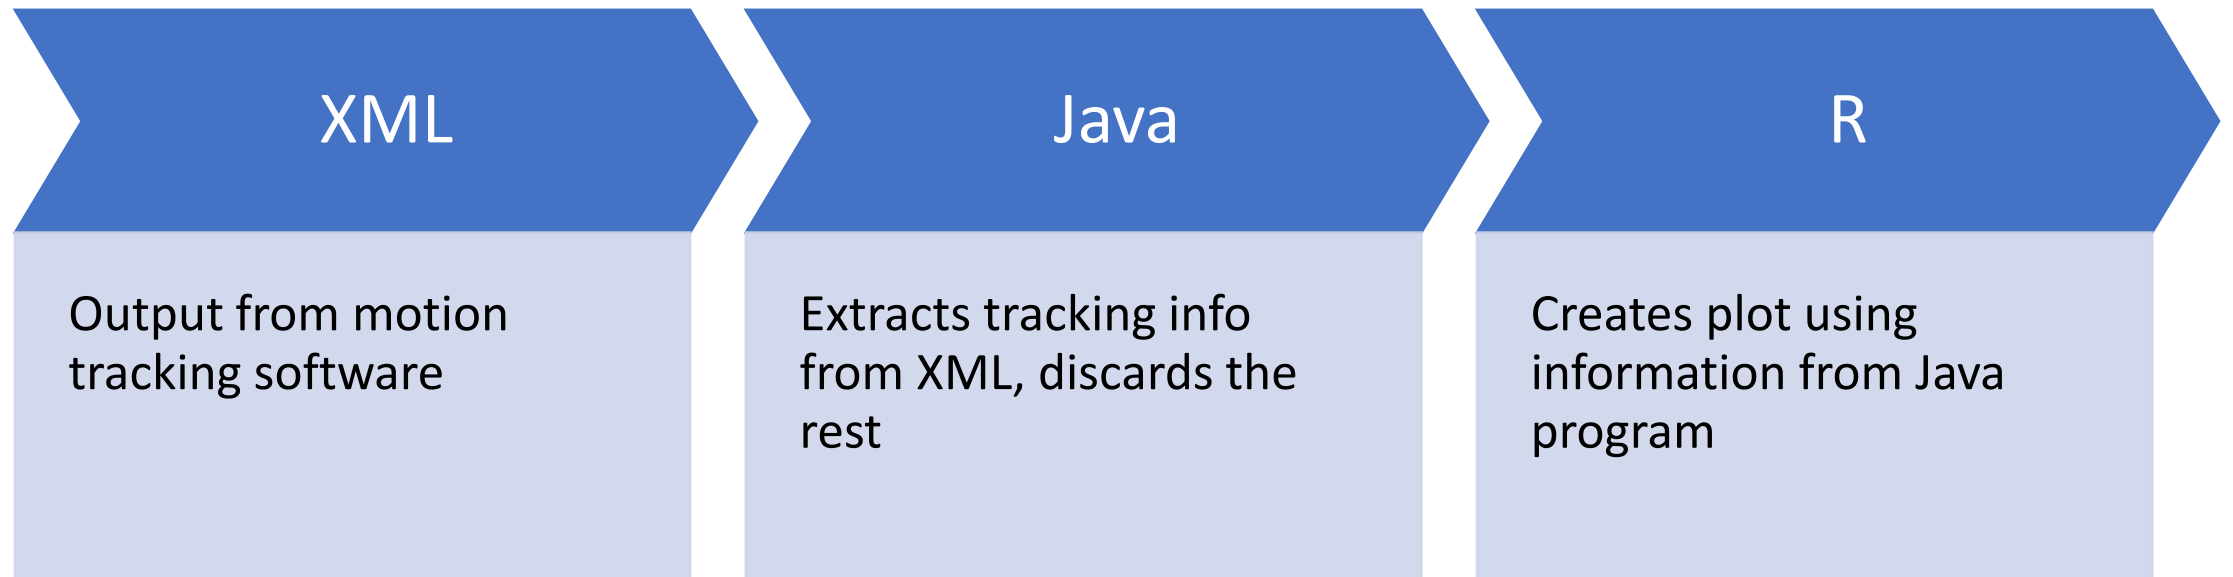 XML
Output from motion
tracking software
Java
Extracts tracking info
from XML, discards the
rest
R
Creates plot using
information from Java
program